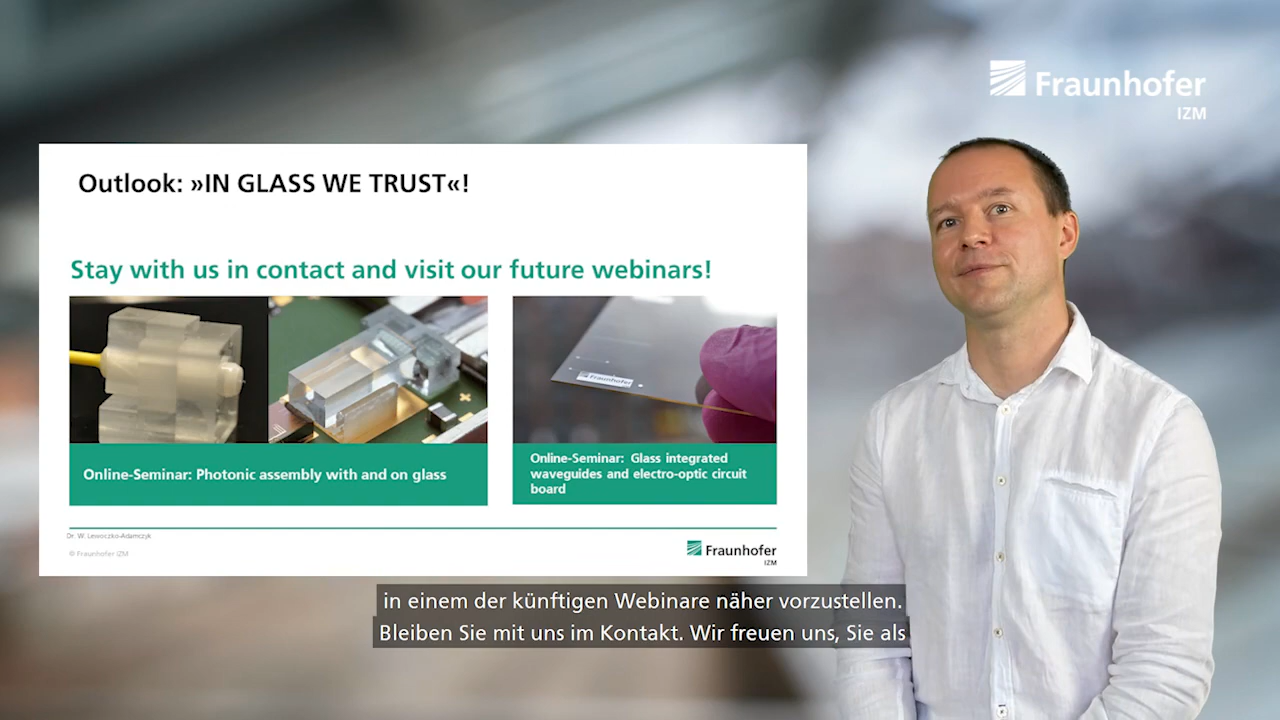 Fraunhofer
IZM
Outlook: »IN GLASS WE TRUST«!
Stay with us in contact and visit our future webinars!
Fraunhofer
Online-Seminar: Photonic assembly with and on glass
Online-Seminar: Glass integrated
waveguides and electro-optic circuit
board
Dr. W. Lewoczko-Adamczyk
© Fraunhofer IZM
Fraunhofer
IZM
in einem der künftigen Webinare näher vorzustellen.
Bleiben Sie mit uns im Kontakt. Wir freuen uns, Sie als